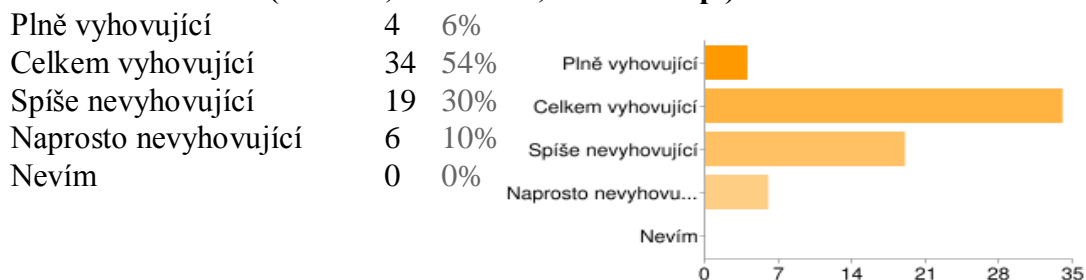 Plně vyhovující 4 6%
Celkem vyhovující 34 54%
Spíše nevyhovující 19 30%
Naprosto nevyhovující 6 10%
Nevím 0 0%
Plně vyhovující
Celkem vyhovující
Spíše nevyhovující
Naprosto nevyhovu...
Nevím
0 7 14 21 28 35